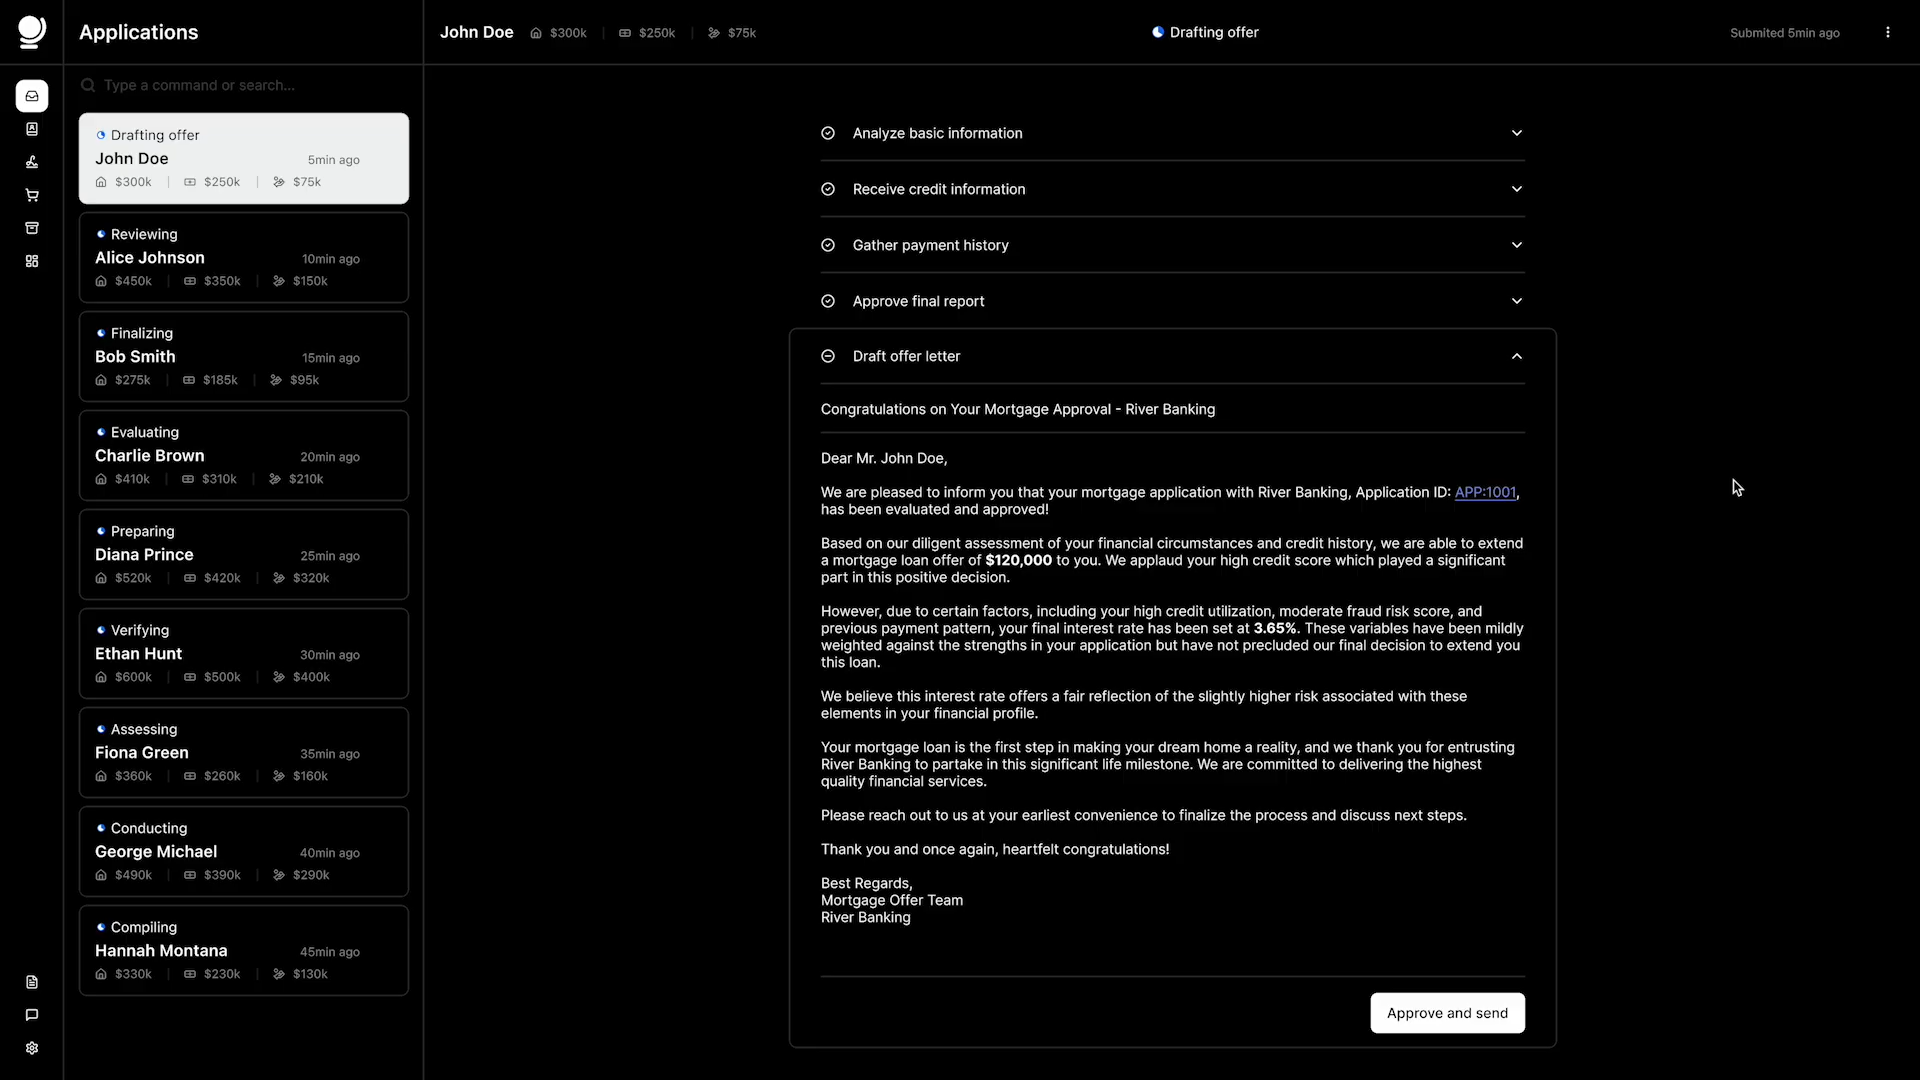 Applications
Type a command or search...
Drafting offer
John Doe 5min ago
$300k $250k $75k
Reviewing
Alice Johnson 10min ago
$450k $350k $150k
Finalizing
Bob Smith 15min ago
$275k $185k $95k
Evaluating
Charlie Brown 20min ago
$410k $310k $210k
Preparing
Diana Prince 25min ago
$520k $420k $320k
Verifying
Ethan Hunt 30min ago
$600k $500k $400k
Assessing
Fiona Green 35min ago
$360k $260k $160k
Conducting
George Michael 40min ago
$490k $390k $290k
Compiling
Hannah Montana 45min ago
$330k $230k $130k
John Doe $300k $250k $75k Drafting offer Submited 5min ago
Analyze basic information
Receive credit information
Gather payment history
Approve final report
Draft offer letter
Congratulations on Your Mortgage Approval - River Banking
Dear Mr. John Doe,
We are pleased to inform you that your mortgage application with River Banking, Application ID: APP:1001,
has been evaluated and approved!
Based on our diligent assessment of your financial circumstances and credit history, we are able to extend
a mortgage loan offer of $120,000 to you. We applaud your high credit score which played a significant
part in this positive decision.
However, due to certain factors, including your high credit utilization, moderate fraud risk score, and
previous payment pattern, your final interest rate has been set at 3.65%. These variables have been mildly
weighted against the strengths in your application but have not precluded our final decision to extend you
this loan.
We believe this interest rate offers a fair reflection of the slightly higher risk associated with these
elements in your financial profile.
Your mortgage loan is the first step in making your dream home a reality, and we thank you for entrusting
River Banking to partake in this significant life milestone. We are committed to delivering the highest
quality financial services.
Please reach out to us at your earliest convenience to finalize the process and discuss next steps.
Thank you and once again, heartfelt congratulations!
Best Regards,
Mortgage Offer Team
River Banking
Approve and send